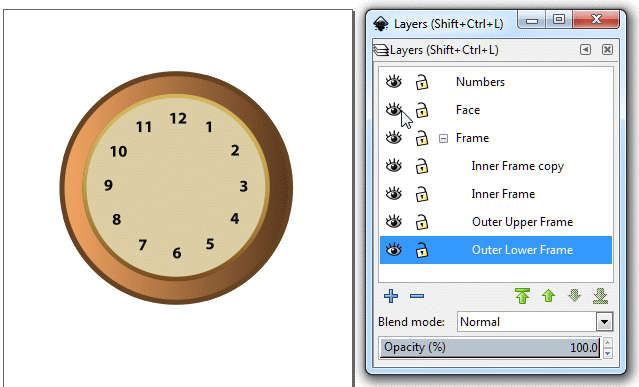 Layers (Shift+Ctrl+L)
Layers (Shift+Ctrl+L)
Numbers
Face
Frame
Inner Frame copy
Inner Frame
Outer Upper Frame
Outer Lower Frame
Blend mode: Normal
Opacity (%) 100.0
12
11 1
10 2
9 3
8 4
7 5
6